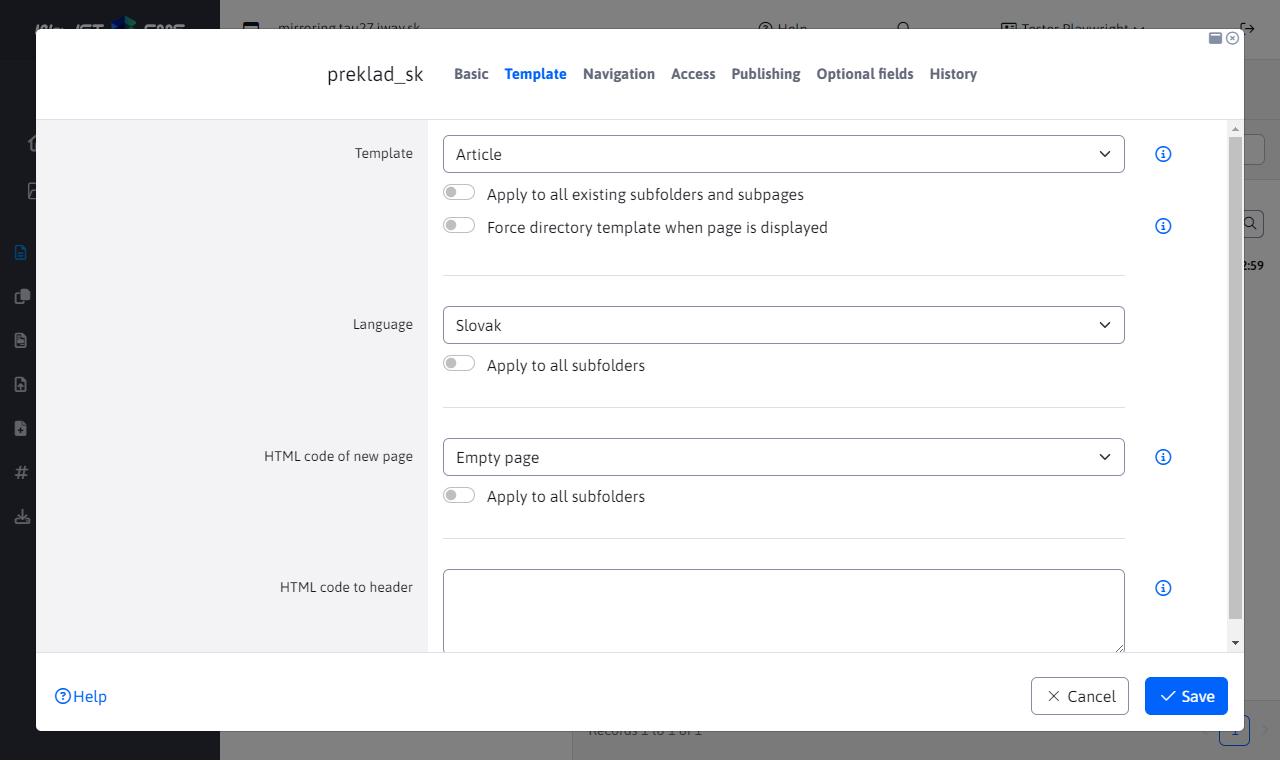 mirroring.tau27.iway.sk
Help
Tester Playwright
preklad_sk
Basic
Template
Navigation
Access
Publishing
Optional fields
History
Template
Article
Apply to all existing subfolders and subpages
Force directory template when page is displayed
2:59
Language
Slovak
Apply to all subfolders
HTML code of new page
Empty page
Apply to all subfolders
HTML code to header
Help
Cancel
Save
Records 1 to 1 of 1
1